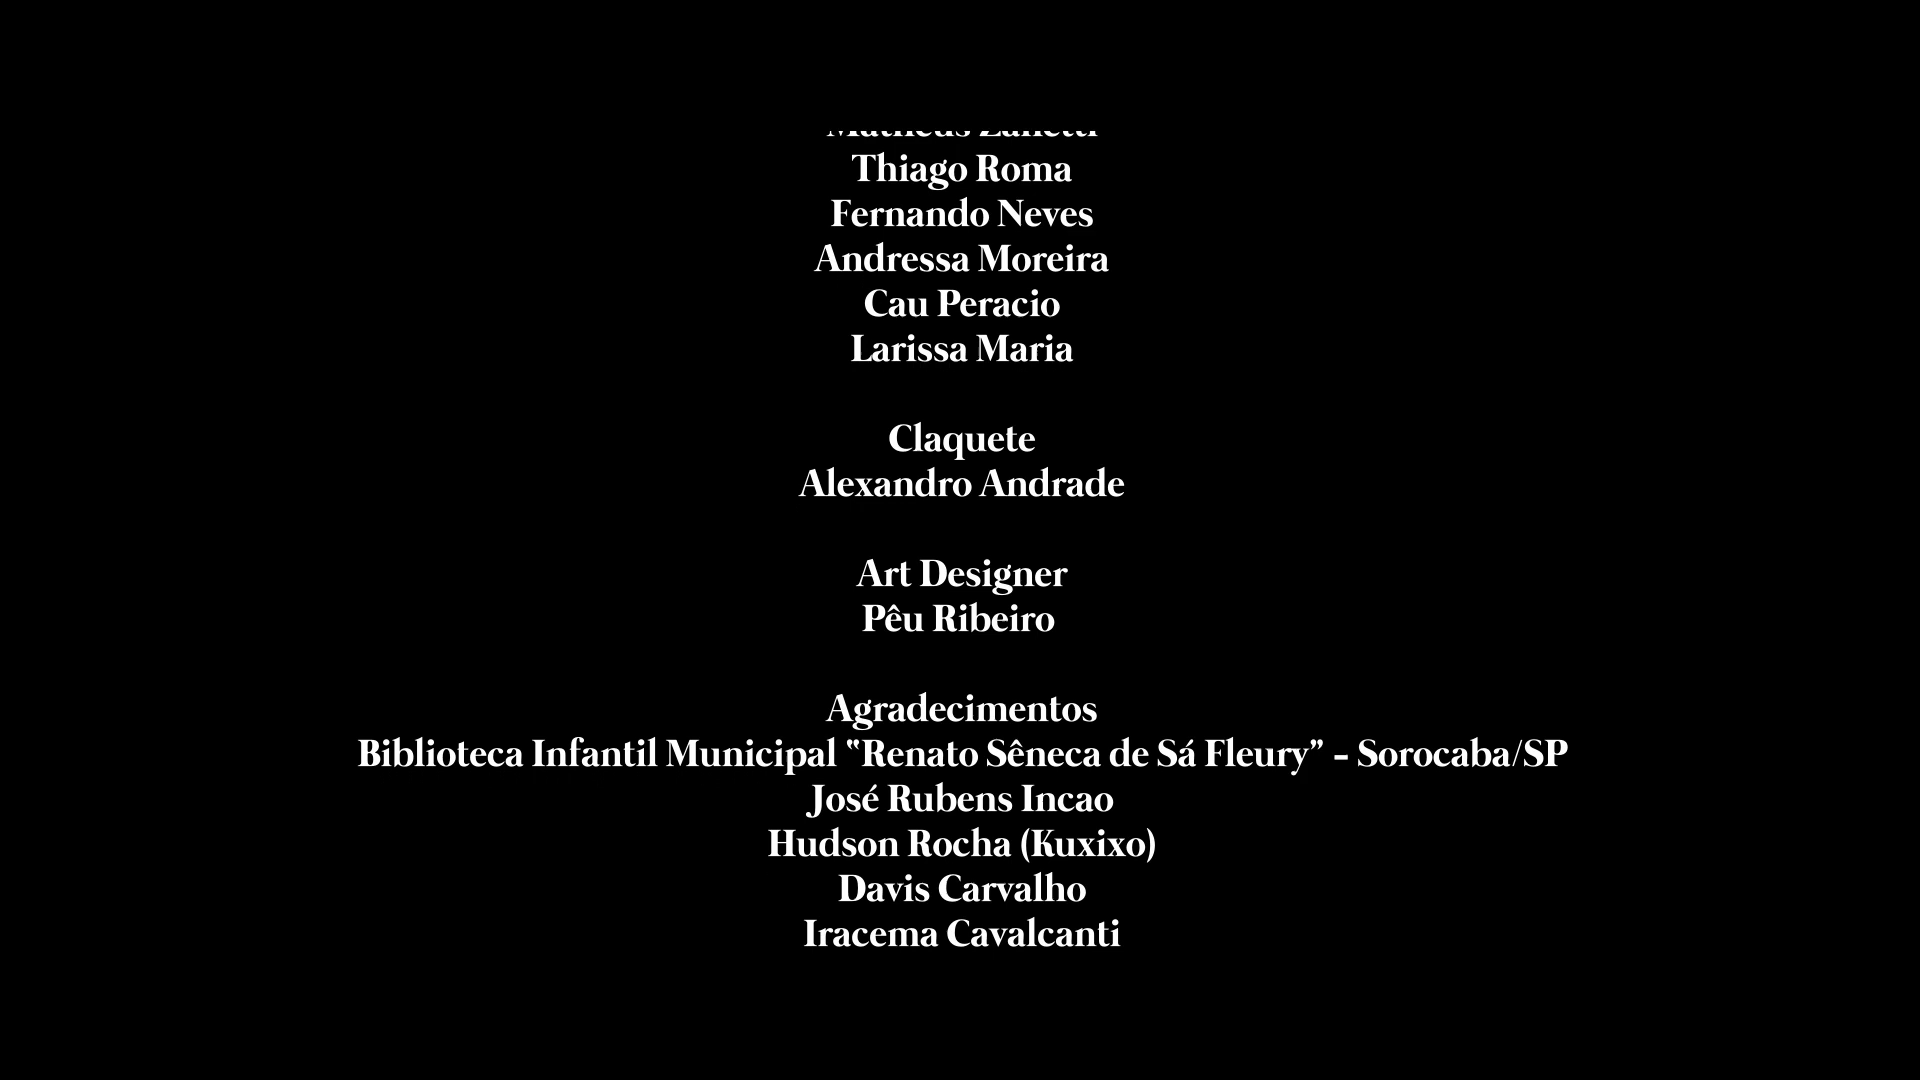 Matheus Zanetti
Thiago Roma
Fernando Neves
Andressa Moreira
Cau Peracio
Larissa Maria
Claquete
Alexandro Andrade
Art Designer
Pêu Ribeiro
Agradecimentos
Biblioteca Infantil Municipal “Renato Sêneca de Sá Fleury” - Sorocaba/SP
José Rubens Incao
Hudson Rocha (Kuxixo)
Davis Carvalho
Iracema Cavalcanti